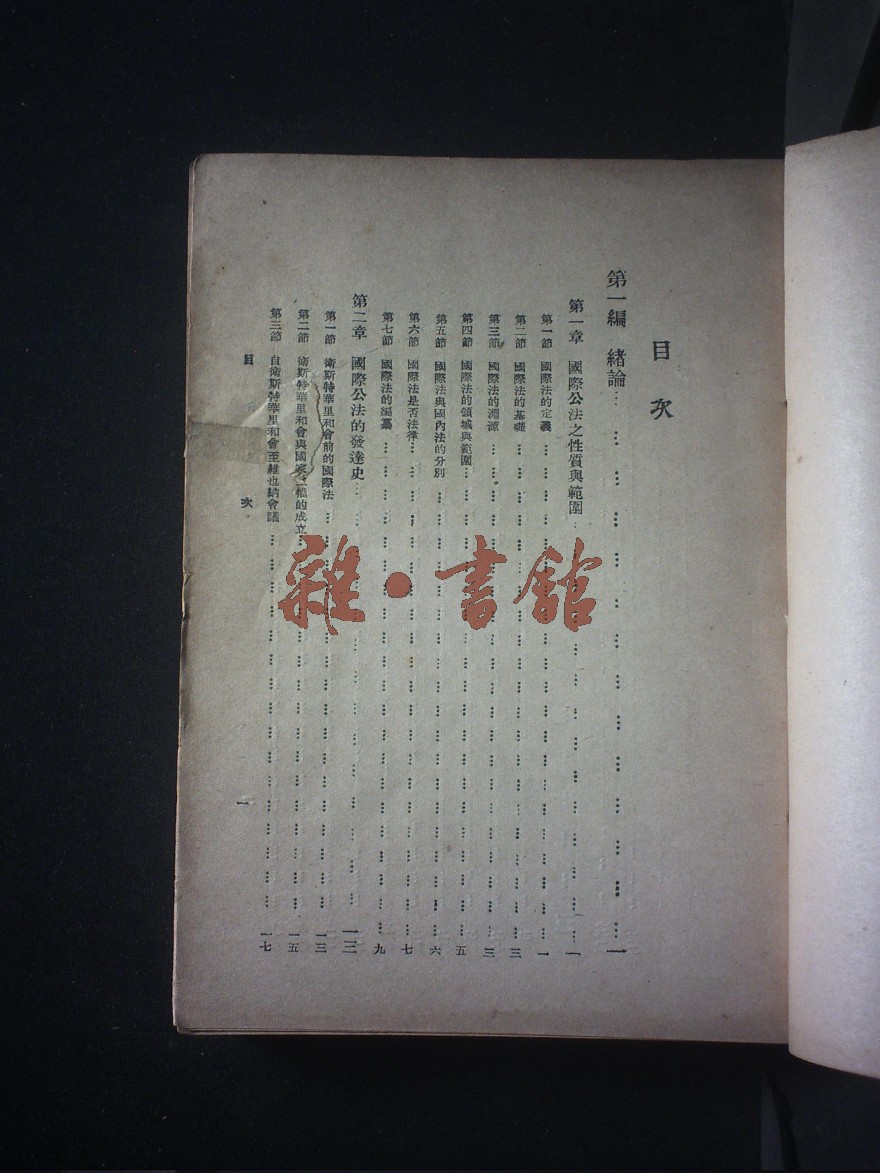 目次
第一編 緒論…………一
第一章 國際公法之性質與範圍…………一
第一節 國際法的定義…………一
第二節 國際法的基礎…………三
第三節 國際法的淵源…………三
第四節 國際法的領域與範圍…………五
第五節 國際法與國內法的分別…………六
第六節 國際法是否法律…………七
第七節 國際法的編纂…………九
第二章 國際公法的發達史…………一三
第一節 衛斯特華里和會前的國際法…………一三
第二節 衛斯特華里和會與國家 權的成立…………一五
第三節 自衛斯特華里和會至維也納會議…………一七
目次
一
雜·書館